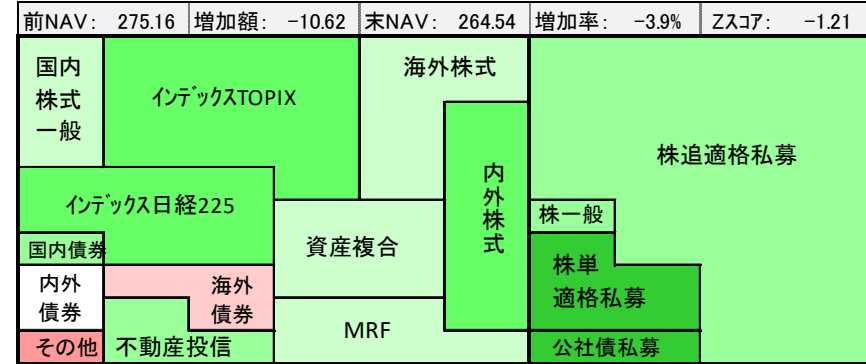 前NAV: 275.16 増加額: −10.62 末NAV: 264.54 増加率: −3.9% Zスコア: −1.21
国内
株式
一般
インデックスTOPIX
海外株式
株追適格私募
内
外
株
式
インデックス日経225
株一般
国内債券
資産複合
株単
適格私募
内外
債券
海外
債券
MRF
その他
不動産投信
公社債私募